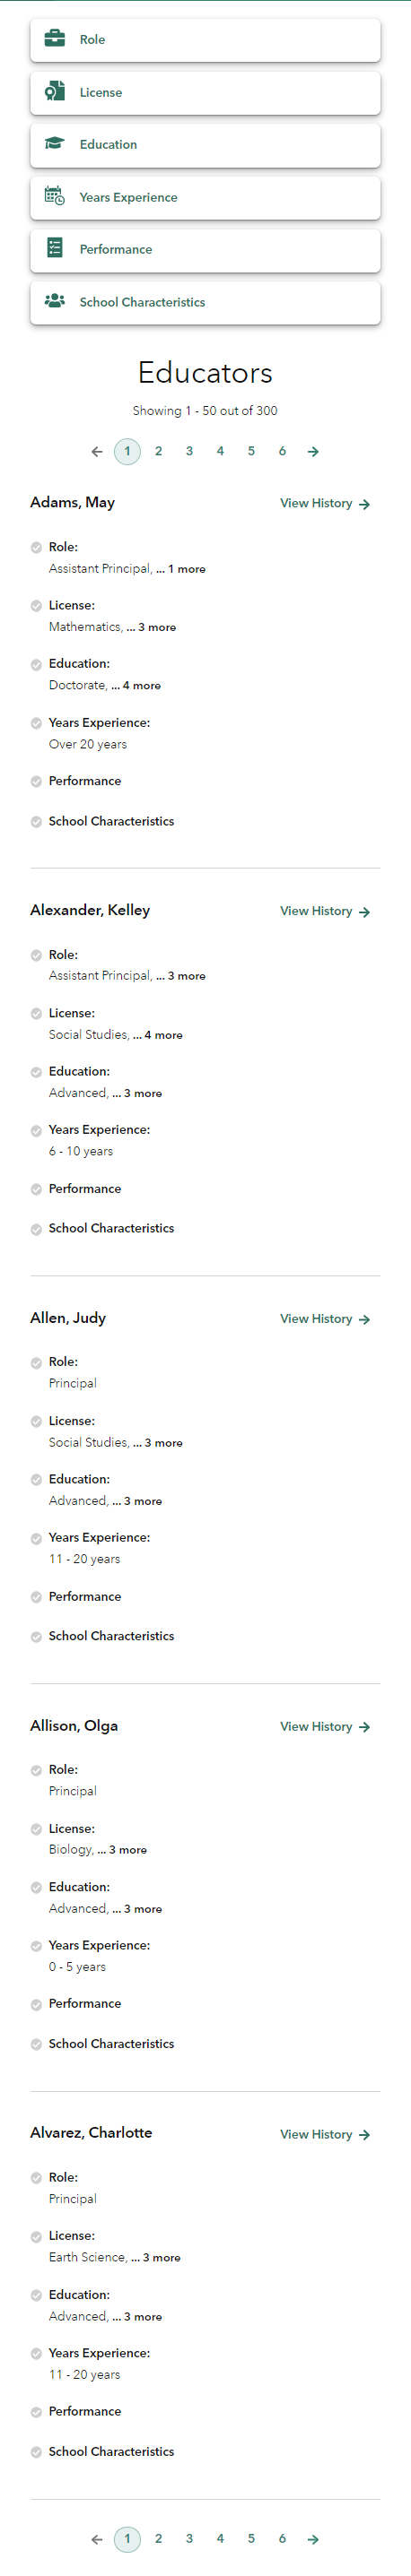 Role
License
Education
Years Experience
Performance
School Characteristics
Educators
Showing 1 - 50 out of 300
1 2 3 4 5 6
Adams, May View History
Role:
Assistant Principal, ... 1 more
License:
Mathematics, ... 3 more
Education:
Doctorate, ... 4 more
Years Experience:
Over 20 years
Performance
School Characteristics
Alexander, Kelley View History
Role:
Assistant Principal, ... 3 more
License:
Social Studies, ... 4 more
Education:
Advanced, ... 3 more
Years Experience:
6 - 10 years
Performance
School Characteristics
Allen, Judy View History
Role:
Principal
License:
Social Studies, ... 3 more
Education:
Advanced, ... 3 more
Years Experience:
11 - 20 years
Performance
School Characteristics
Allison, Olga View History
Role:
Principal
License:
Biology, ... 3 more
Education:
Advanced, ... 3 more
Years Experience:
0 - 5 years
Performance
School Characteristics
Alvarez, Charlotte View History
Role:
Principal
License:
Earth Science, ... 3 more
Education:
Advanced, ... 3 more
Years Experience:
11 - 20 years
Performance
School Characteristics
1 2 3 4 5 6